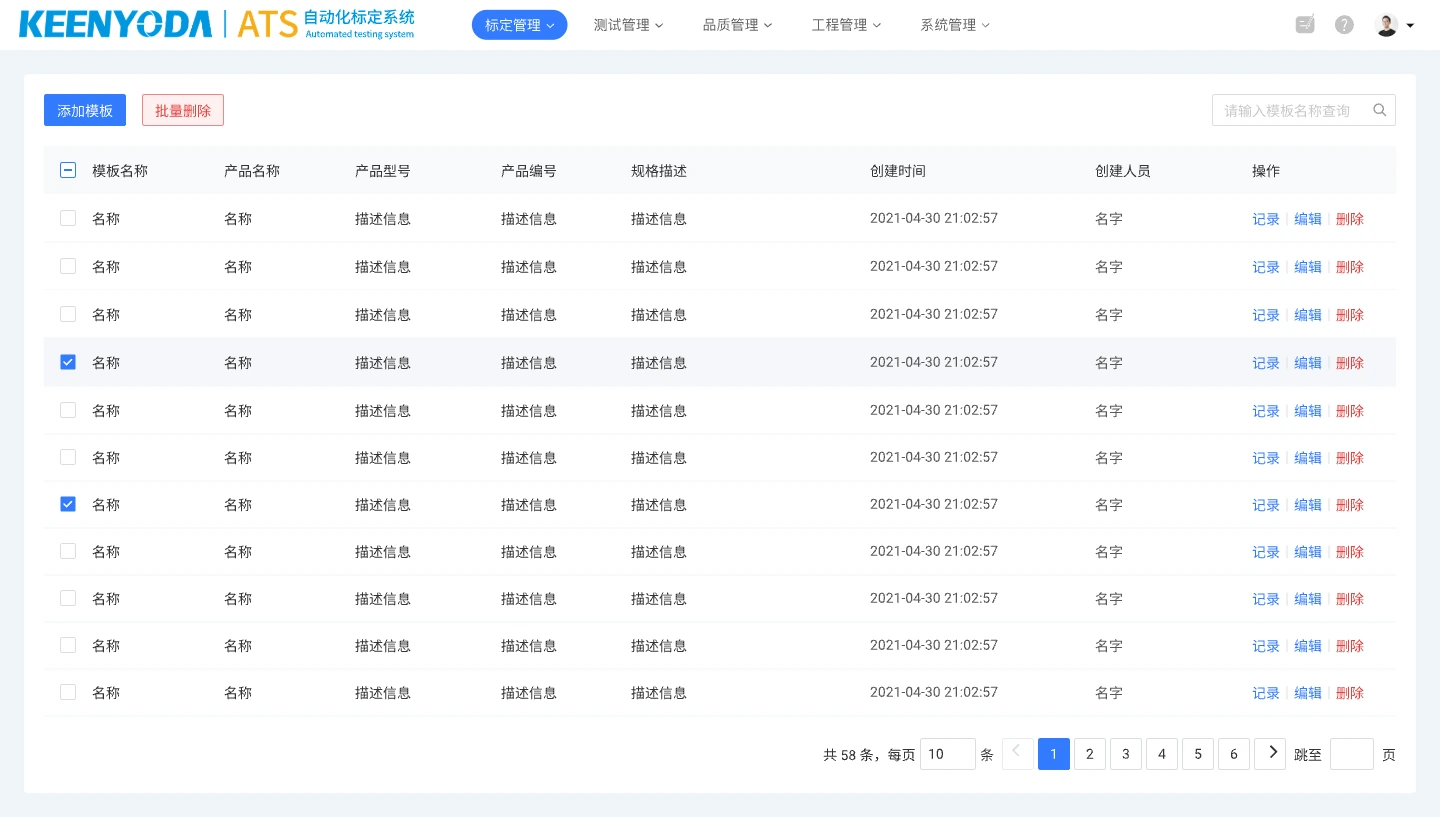 KEENYODA ATS 自动化标定系统
Automated testing system
标定管理 测试管理 品质管理 工程管理 系统管理
添加模板 批量删除 请输入模板名称查询
模板名称 产品名称 产品型号 产品编号 规格描述 创建时间 创建人员 操作
名称 名称 描述信息 描述信息 描述信息 2021-04-30 21:02:57 名字 记录 编辑 删除
名称 名称 描述信息 描述信息 描述信息 2021-04-30 21:02:57 名字 记录 编辑 删除
名称 名称 描述信息 描述信息 描述信息 2021-04-30 21:02:57 名字 记录 编辑 删除
名称 名称 描述信息 描述信息 描述信息 2021-04-30 21:02:57 名字 记录 编辑 删除
名称 名称 描述信息 描述信息 描述信息 2021-04-30 21:02:57 名字 记录 编辑 删除
名称 名称 描述信息 描述信息 描述信息 2021-04-30 21:02:57 名字 记录 编辑 删除
名称 名称 描述信息 描述信息 描述信息 2021-04-30 21:02:57 名字 记录 编辑 删除
名称 名称 描述信息 描述信息 描述信息 2021-04-30 21:02:57 名字 记录 编辑 删除
名称 名称 描述信息 描述信息 描述信息 2021-04-30 21:02:57 名字 记录 编辑 删除
名称 名称 描述信息 描述信息 描述信息 2021-04-30 21:02:57 名字 记录 编辑 删除
名称 名称 描述信息 描述信息 描述信息 2021-04-30 21:02:57 名字 记录 编辑 删除
共 58 条，每页 10 条 1 2 3 4 5 6 跳至 页